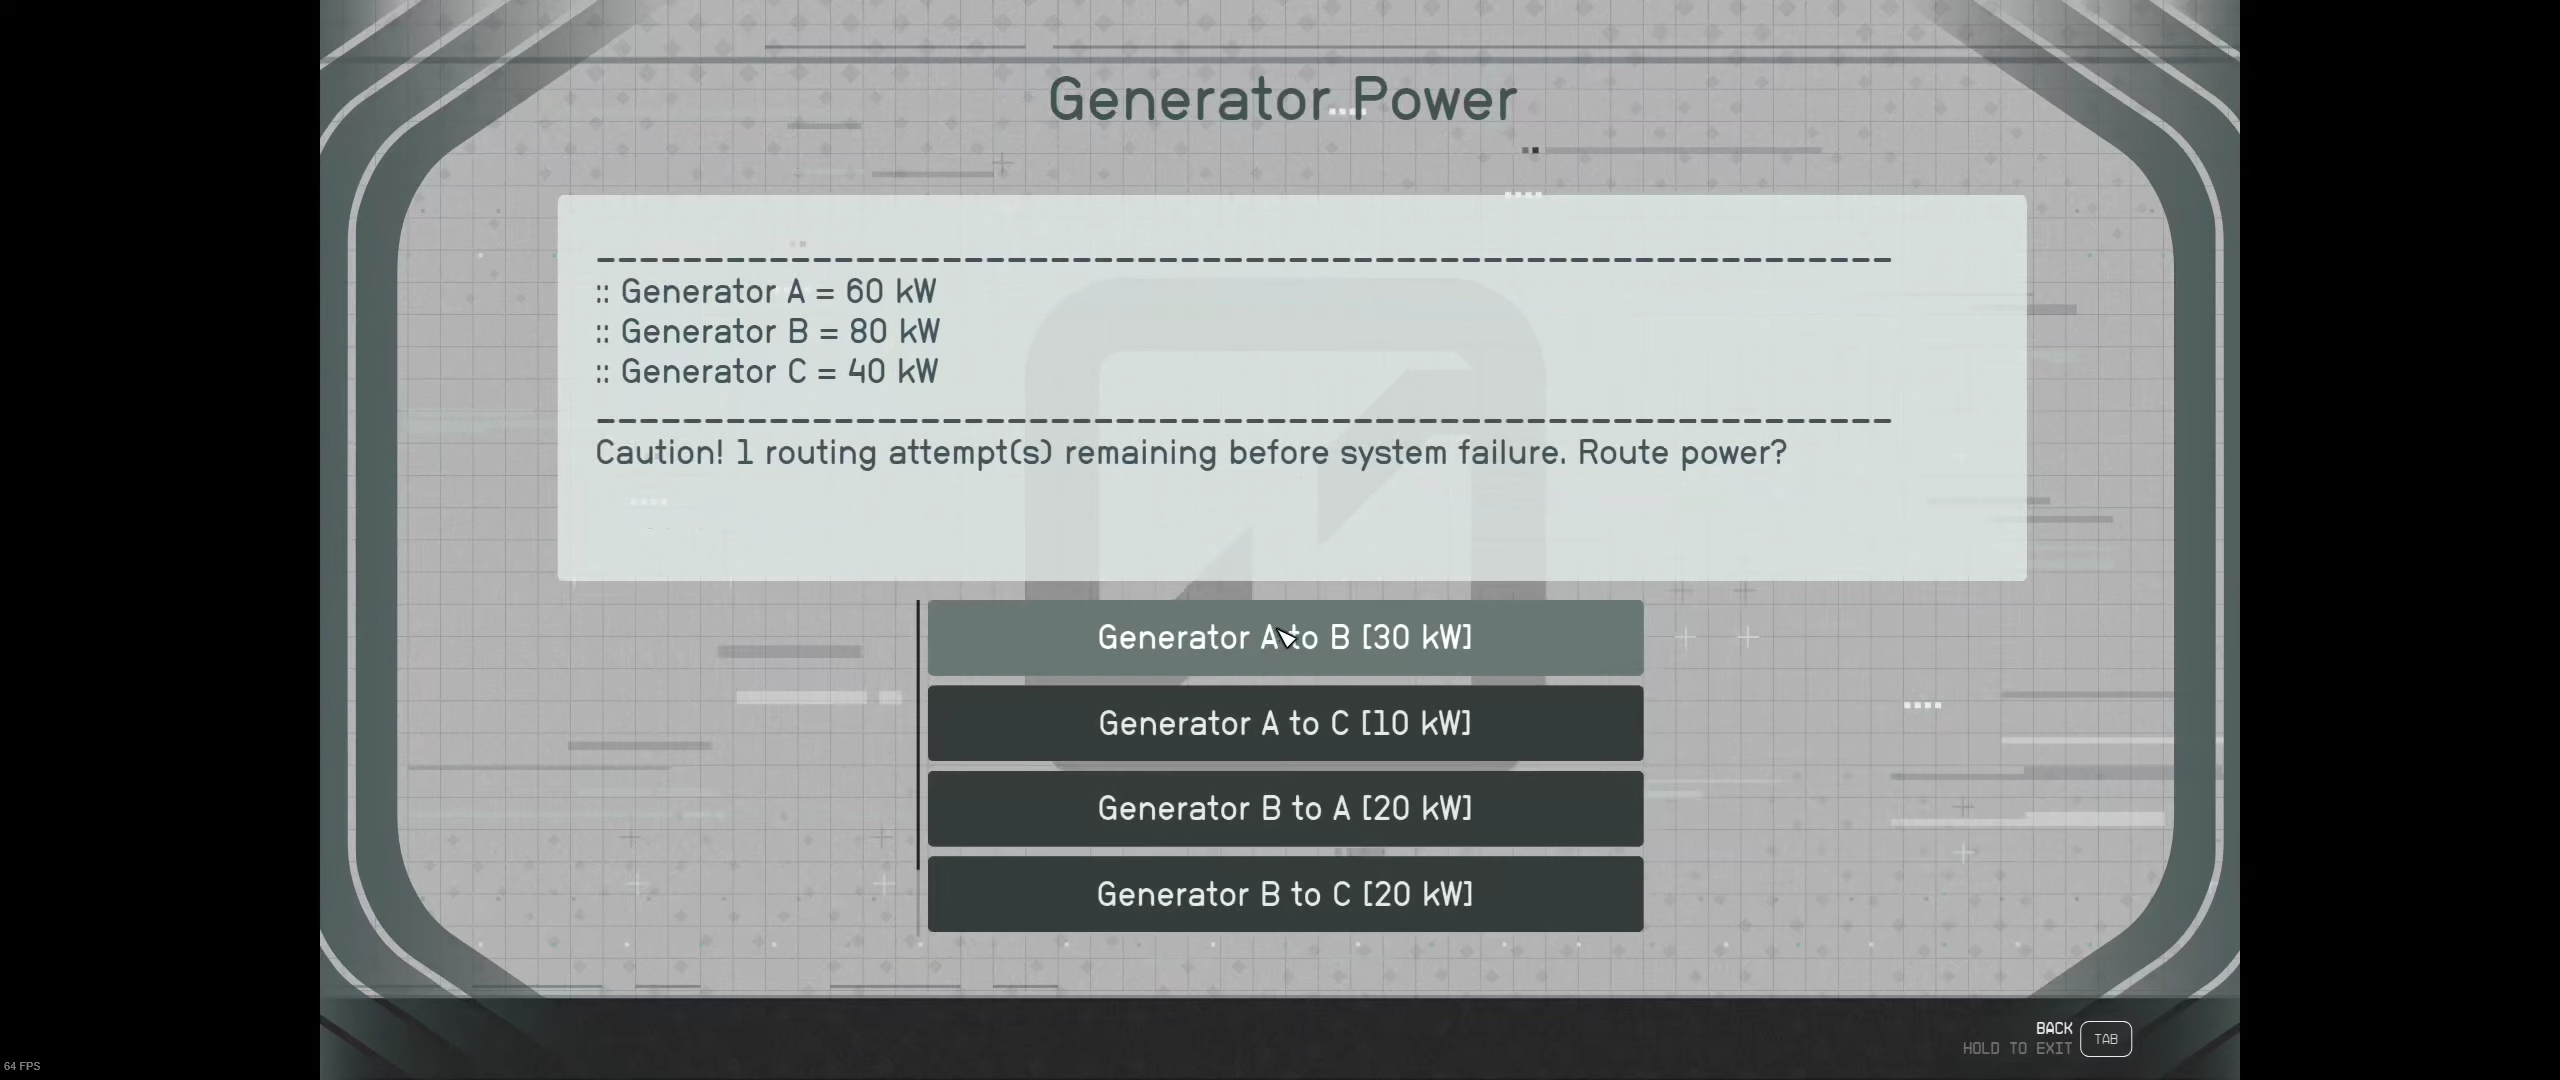 Generator Power
:: Generator A = 60 kW
:: Generator B = 80 kW
:: Generator C = 40 kW
Caution! 1 routing attempt(s) remaining before system failure. Route power?
Generator A to B [30 kW]
Generator A to C [10 kW]
Generator B to A [20 kW]
Generator B to C [20 kW]
BACK
HOLD TO EXIT
TAB
64 FPS